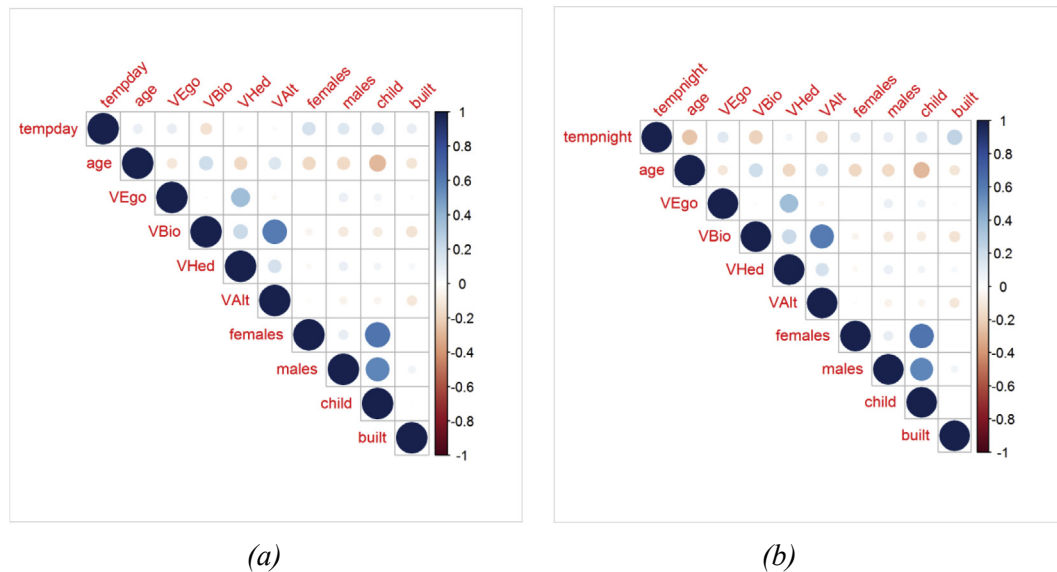 tempday age VEgo VBio VHed VAlt females males child built
tempday
age
VEgo
VBio
VHed
VAlt
females
males
child
built
1
0.8
0.6
0.4
0.2
0
-0.2
-0.4
-0.6
-0.8
-1
(a)
tempnight age VEgo VBio VHed VAlt females males child built
tempnight
age
VEgo
VBio
VHed
VAlt
females
males
child
built
1
0.8
0.6
0.4
0.2
0
-0.2
-0.4
-0.6
-0.8
-1
(b)